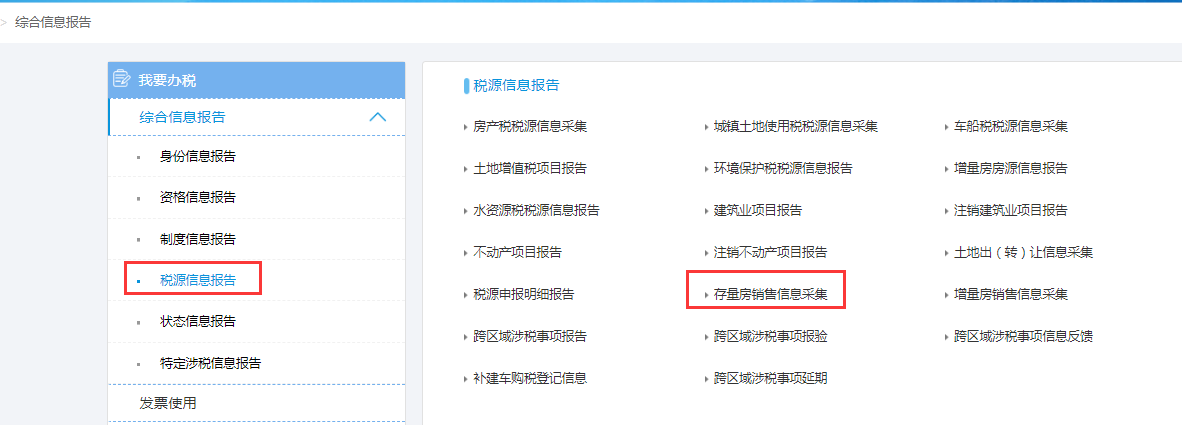 > 综合信息报告
我要办税
综合信息报告
身份信息报告
资格信息报告
制度信息报告
税源信息报告
状态信息报告
特定涉税信息报告
发票使用
税源信息报告
房产税税源信息采集 城镇土地使用税税源信息采集 车船税税源信息采集
土地增值税项目报告 环境保护税税源信息报告 增量房房源信息报告
水资源税税源信息报告 建筑业项目报告 注销建筑业项目报告
不动产项目报告 注销不动产项目报告 土地出（转）让信息采集
税源申报明细报告 存量房销售信息采集 增量房销售信息采集
跨区域涉税事项报告 跨区域涉税事项报验 跨区域涉税事项信息反馈
补建车购税登记信息 跨区域涉税事项延期